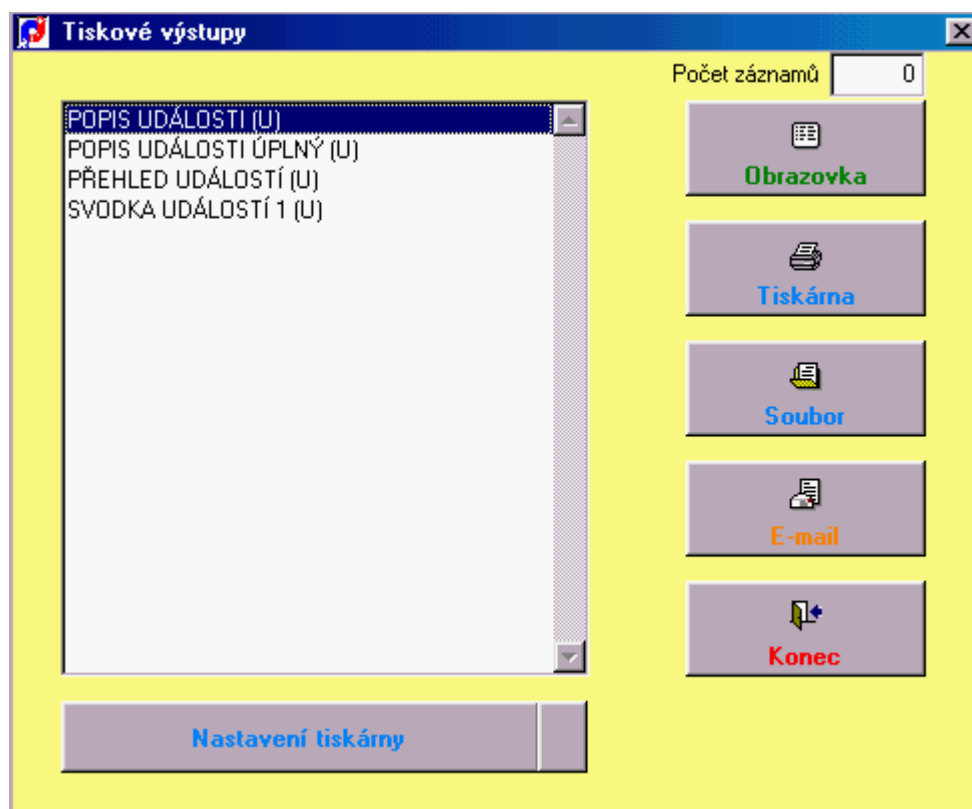 Tiskové výstupy
Počet záznamů 0
POPIS UDÁLOSTI (U)
POPIS UDÁLOSTI ÚPLNÝ (U)
PŘEHLED UDÁLOSTÍ (U)
SVODKA UDÁLOSTÍ 1 (U)
Obrazovka
Tiskárna
Soubor
E-mail
Konec
Nastavení tiskárny